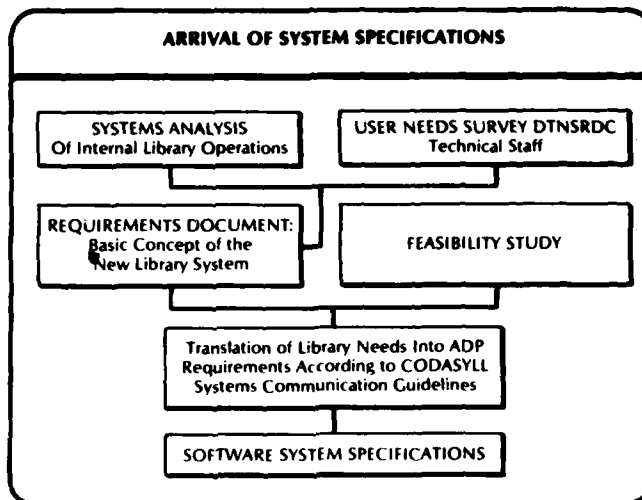 ARRIVAL OF SYSTEM SPECIFICATIONS
SYSTEMS ANALYSIS
Of Internal Library Operations
USER NEEDS SURVEY DTNSRDC
Technical Staff
REQUIREMENTS DOCUMENT:
Basic Concept of the
New Library System
FEASIBILITY STUDY
Translation of Library Needs Into ADP
Requirements According to CODASYLL
Systems Communication Guidelines
SOFTWARE SYSTEM SPECIFICATIONS